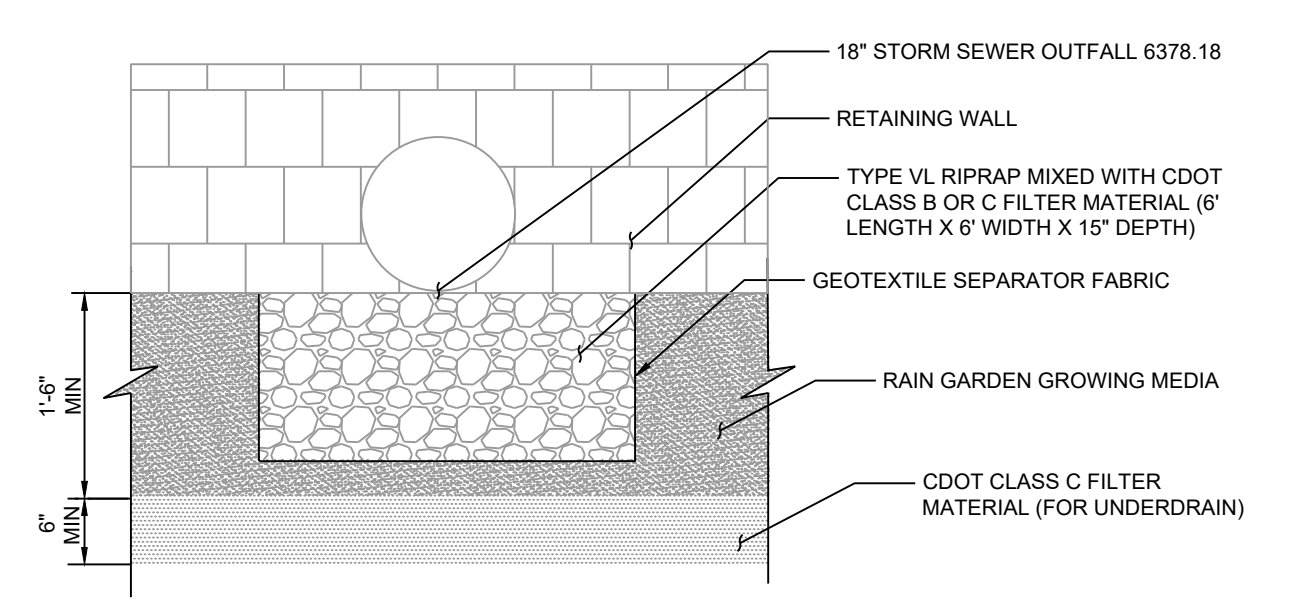 18" STORM SEWER OUTFALL 6378.18
RETAINING WALL
TYPE VL RIPRAP MIXED WITH CDOT
CLASS B OR C FILTER MATERIAL (6'
LENGTH X 6' WIDTH X 15" DEPTH)
GEOTEXTILE SEPARATOR FABRIC
RAIN GARDEN GROWING MEDIA
CDOT CLASS C FILTER
MATERIAL (FOR UNDERDRAIN)
1'-6"
MIN
6"
MIN